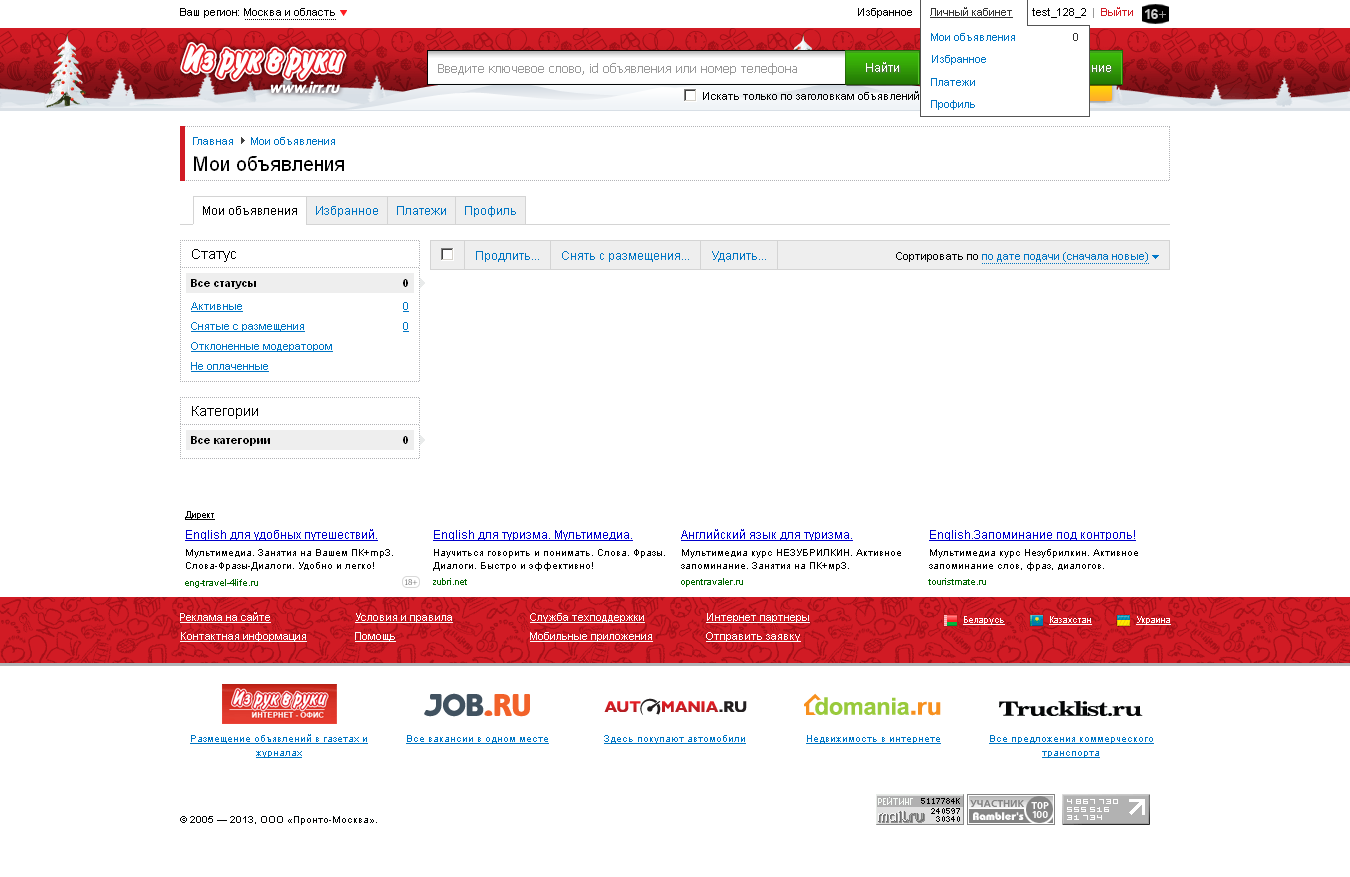 Ваш регион: Москва и область
Избранное
Личный кабинет
test_128_2 | Выйти
16+
Мои объявления 0
Избранное
Платежи
Профиль
Из рук в руки
www.irr.ru
Введите ключевое слово, id объявления или номер телефона
Найти
ние
Искать только по заголовкам объявлений
Главная Мои объявления
Мои объявления
Мои объявления Избранное Платежи Профиль
Статус
Все статусы 0
Активные 0
Снятые с размещения 0
Отклоненные модератором
Не оплаченные
Продлить... Снять с размещения... Удалить...
Сортировать по по дате подачи (сначала новые)
Категории
Все категории 0
Директ
English для удобных путешествий.
Мультимедиа. Занятия на Вашем ПК+mp3.
Слова-Фразы-Диалоги. Удобно и легко!
eng-travel-4life.ru
18+
English для туризма. Мультимедиа.
Научиться говорить и понимать. Слова. Фразы.
Диалоги. Быстро и эффективно!
zubri.net
Английский язык для туризма.
Мультимедиа курс НЕЗУБРИЛКИН. Активное
запоминание. Занятия на ПК+мр3.
opentravaler.ru
English.Запоминание под контроль!
Мультимедиа курс Незубрилкин. Активное
запоминание слов, фраз, диалогов.
touristmate.ru
Реклама на сайте Условия и правила Служба техподдержки Интернет партнеры
Контактная информация Помощь Мобильные приложения Отправить заявку
Беларусь Казахстан Украина
Из рук в руки
ИНТЕРНЕТ - ОФИС
Размещение объявлений в газетах и
журналах
JOB.RU
Все вакансии в одном месте
AUTOMANIA.RU
Здесь покупают автомобили
domania.ru
Недвижимость в интернете
Trucklist.ru
Все предложения коммерческого
транспорта
© 2005 — 2013, ООО «Пронто-Москва».
РЕЙТИНГ 5117784K
240597
mail.ru 30340
УЧАСТНИК
Rambler's
TOP
100
4 867 730
555 516
31 734